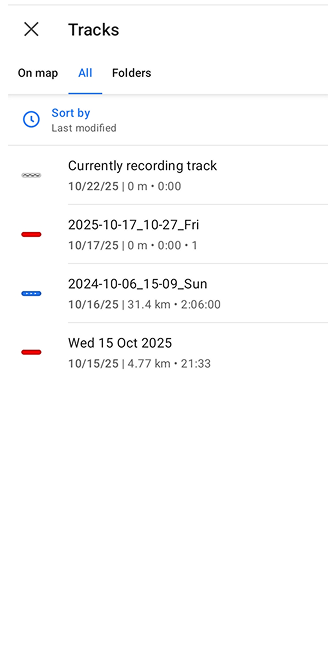 Tracks
On map
All
Folders
Sort by
Last modified
Currently recording track
10/22/25 | 0 m • 0:00
2025-10-17_10-27_Fri
10/17/25 | 0 m • 0:00 • 1
2024-10-06_15-09_Sun
10/16/25 | 31.4 km • 2:06:00
Wed 15 Oct 2025
10/15/25 | 4.77 km • 21:33